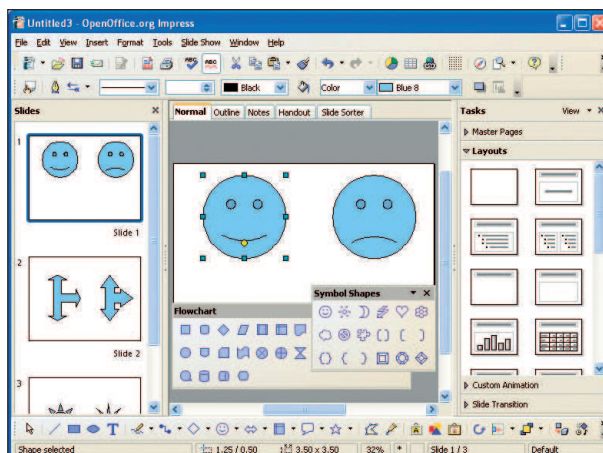 Untitled3 - OpenOffice.org Impress
File Edit View Insert Format Tools Slide Show Window Help
ABC ABC
Black Color Blue 8
Slides
Normal Outline Notes Handout Slide Sorter
Tasks View
Master Pages
Layouts
1
Slide 1
2
Slide 2
3
Flowchart
Symbol Shapes
Custom Animation
Slide Transition
Shape selected 1.25 / 0.50 3.50 x 3.50 32% * Slide 1 / 3 Default